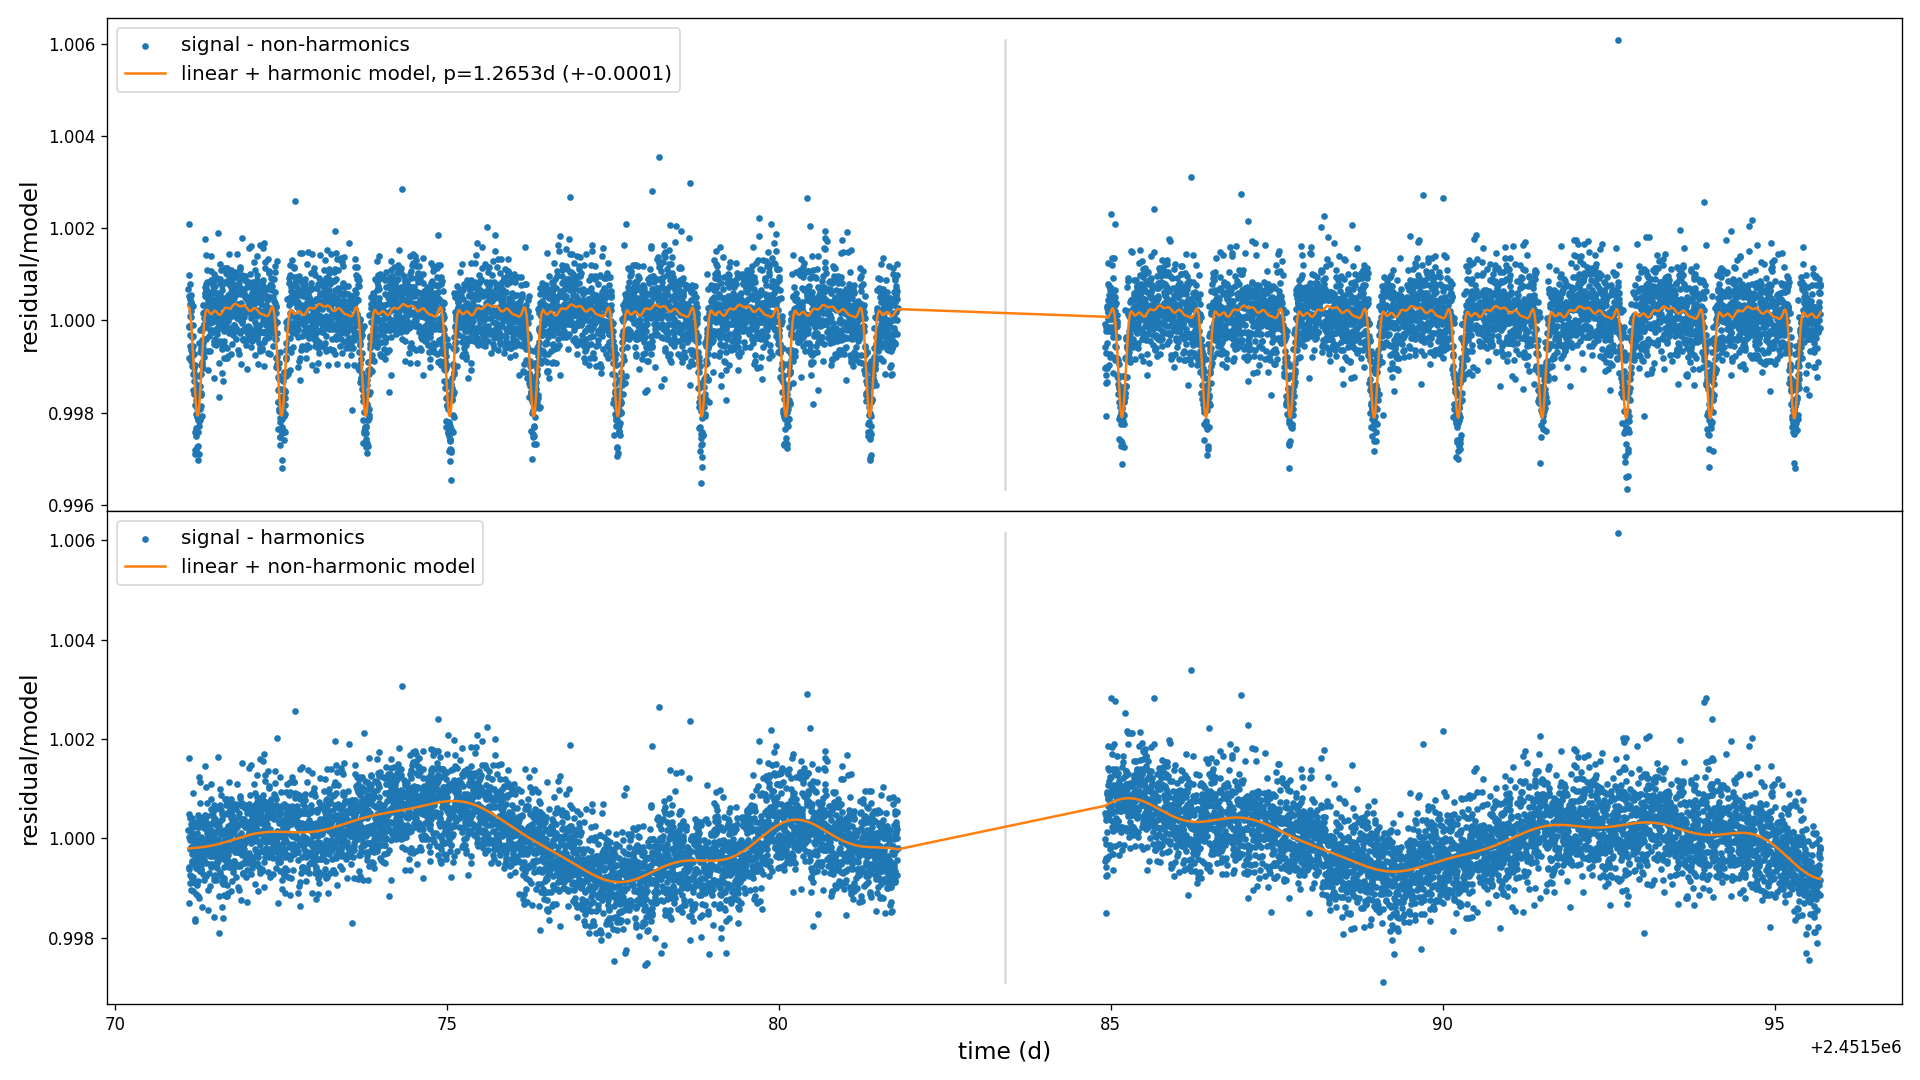 signal - non-harmonics
linear + harmonic model, p=1.2653d (+-0.0001)
1.006
1.004
1.002
1.000
0.998
0.996
residual/model
signal - harmonics
linear + non-harmonic model
1.006
1.004
1.002
1.000
0.998
residual/model
70
75
80
85
90
95
time (d)
+2.4515e6